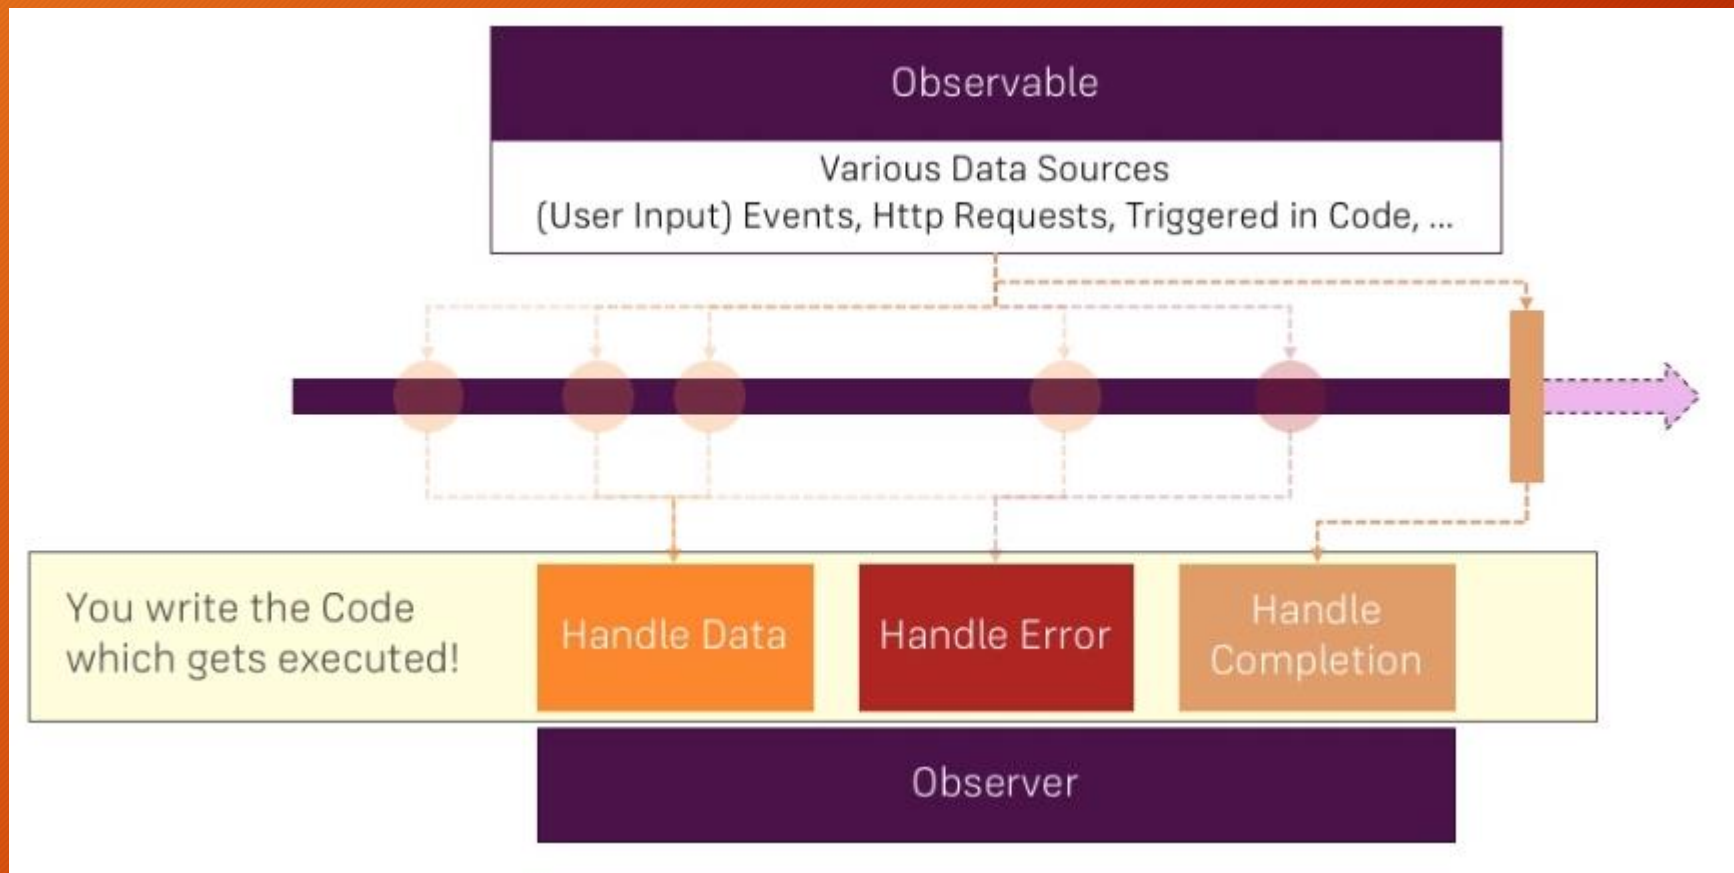 Observable
Various Data Sources
(User Input) Events, Http Requests, Triggered in Code, ...
You write the Code
which gets executed!
Handle Data
Handle Error
Handle
Completion
Observer